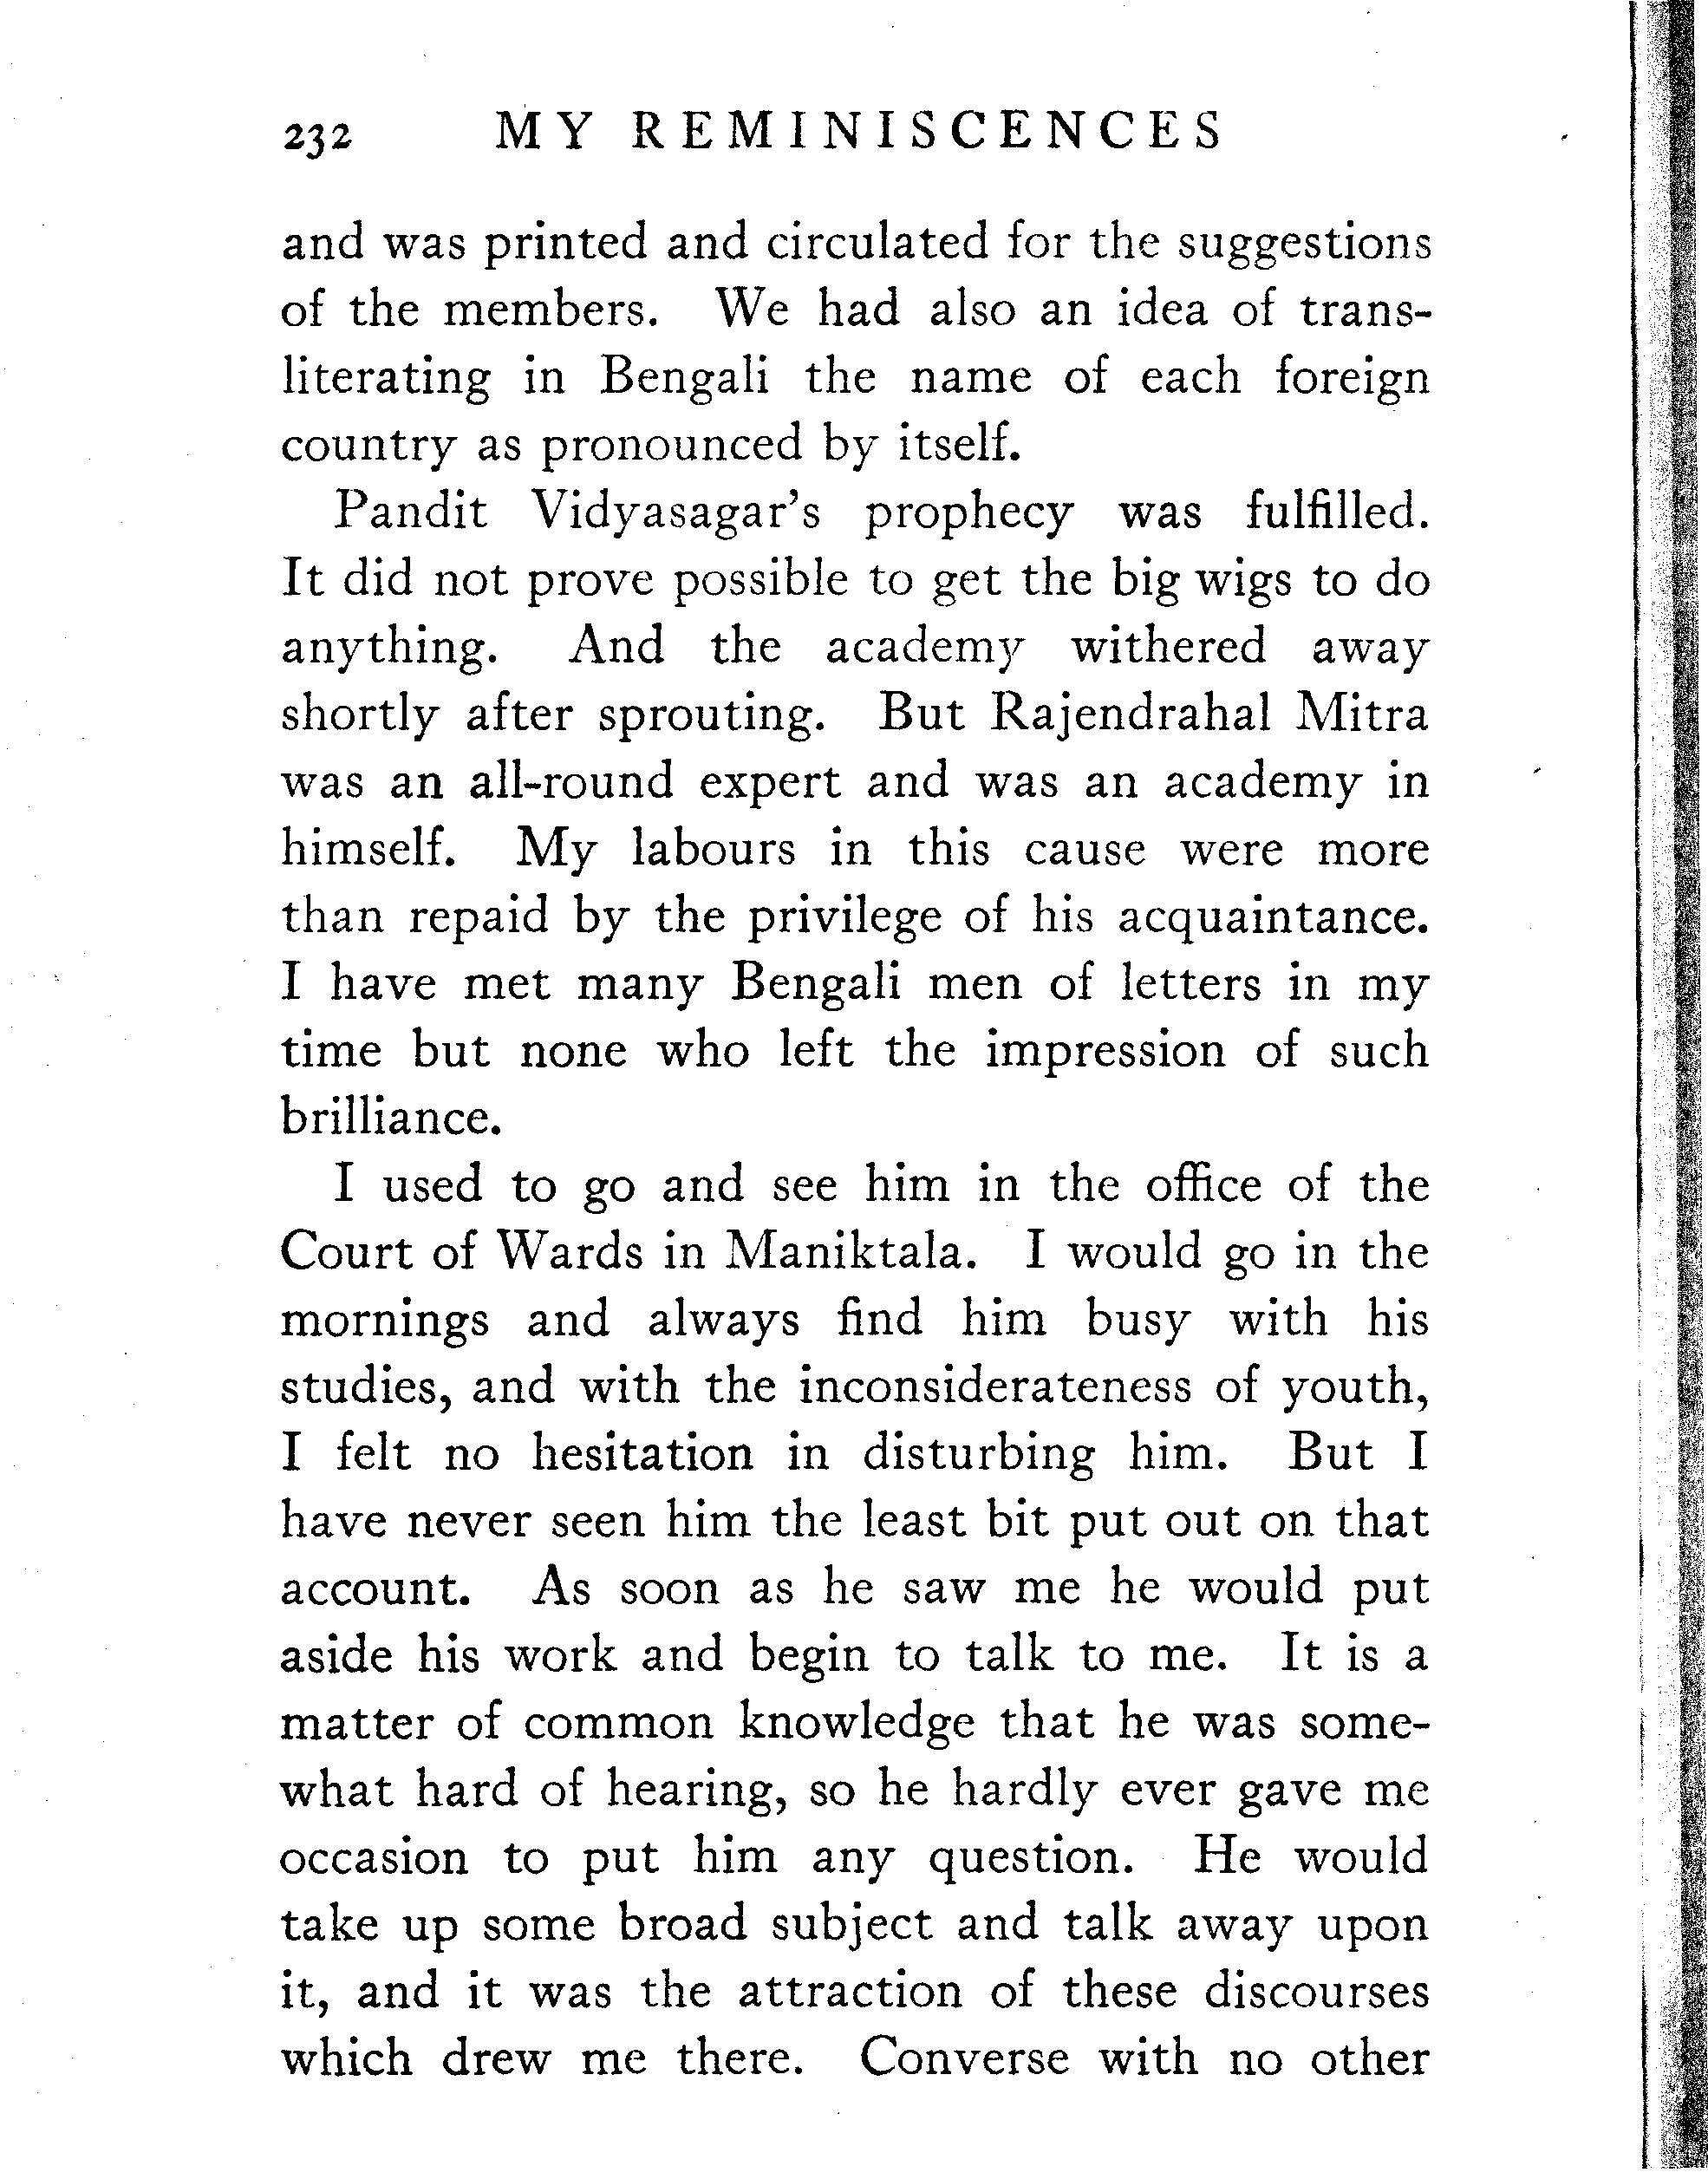 232 MY REMINISCENCES
and was printed and circulated for the suggestions
of the members. We had also an idea of trans-
literating in Bengali the name of each foreign
country as pronounced by itself.
Pandit Vidyasagar's prophecy was fulfilled.
It did not prove possible to get the big wigs to do
anything. And the academy withered away
shortly after sprouting. But Rajendrahal Mitra
was an all-round expert and was an academy in
himself. My labours in this cause were more
than repaid by the privilege of his acquaintance.
I have met many Bengali men of letters in my
time but none who left the impression of such
brilliance.
I used to go and see him in the office of the
Court of Wards in Maniktala. I would go in the
mornings and always find him busy with his
studies, and with the inconsiderateness of youth,
I felt no hesitation in disturbing him. But I
have never seen him the least bit put out on that
account. As soon as he saw me he would put
aside his work and begin to talk to me. It is a
matter of common knowledge that he was some-
what hard of hearing, so he hardly ever gave me
occasion to put him any question. He would
take up some broad subject and talk away upon
it, and it was the attraction of these discourses
which drew me there. Converse with no other